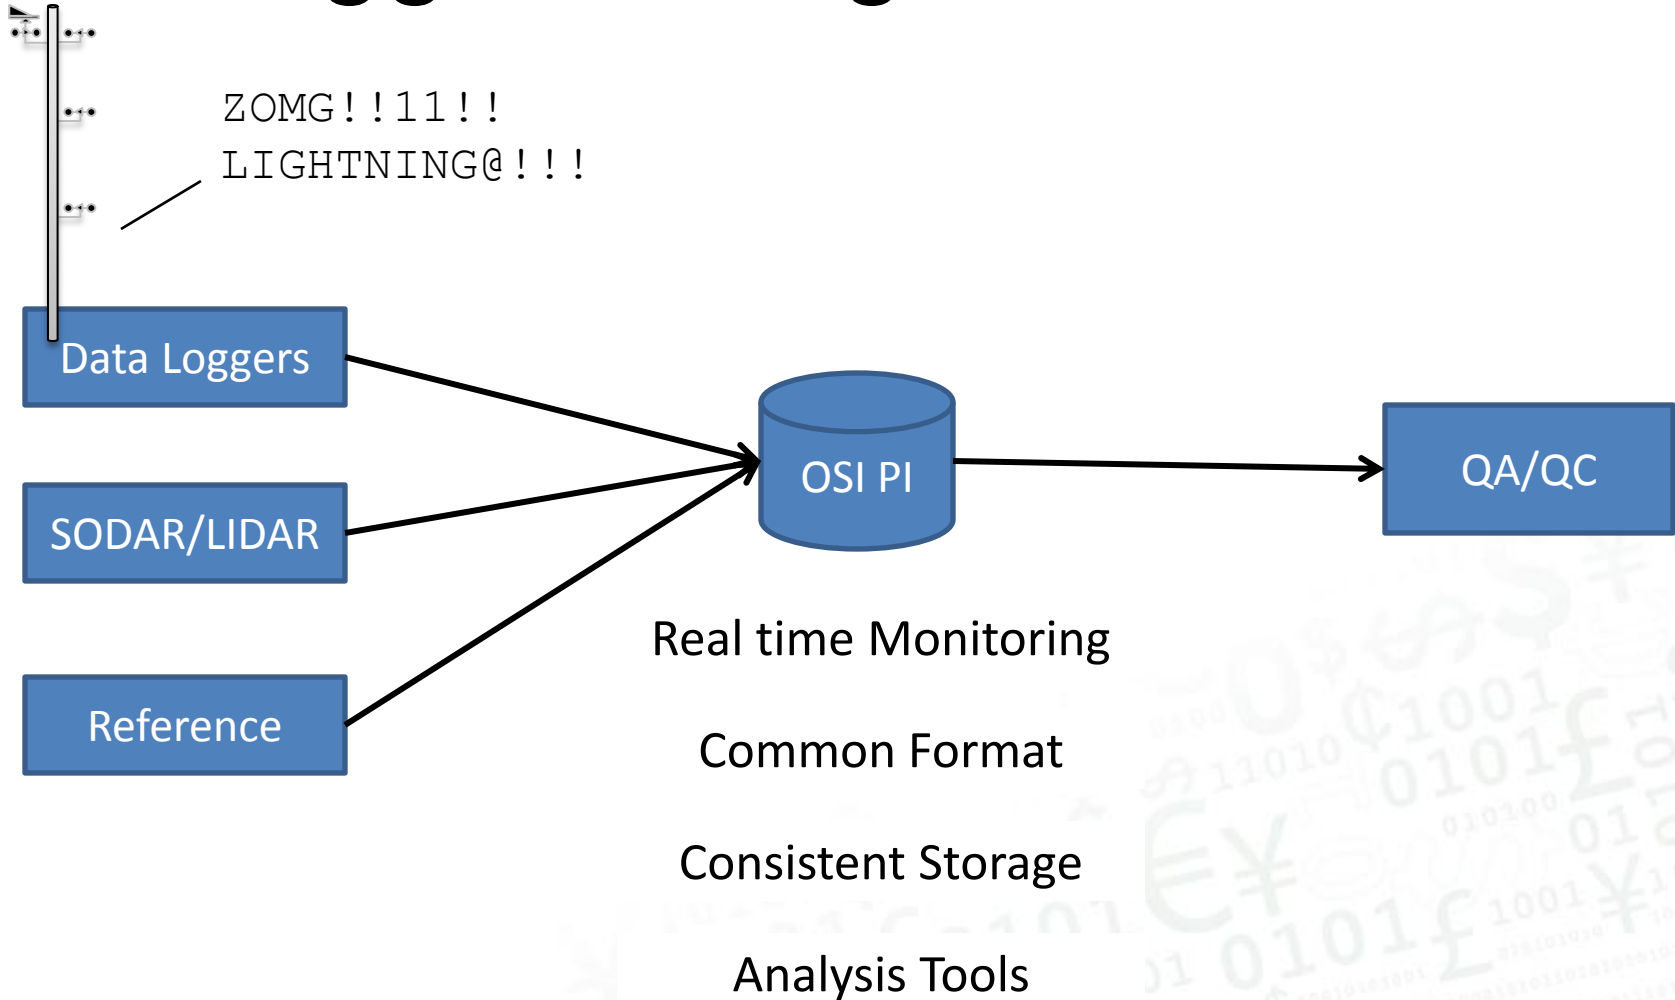 ZOMG!!11!!
LIGHTNING@!!!
Data Loggers
SODAR/LIDAR
Reference
OSI PI
QA/QC
Real time Monitoring
Common Format
Consistent Storage
Analysis Tools